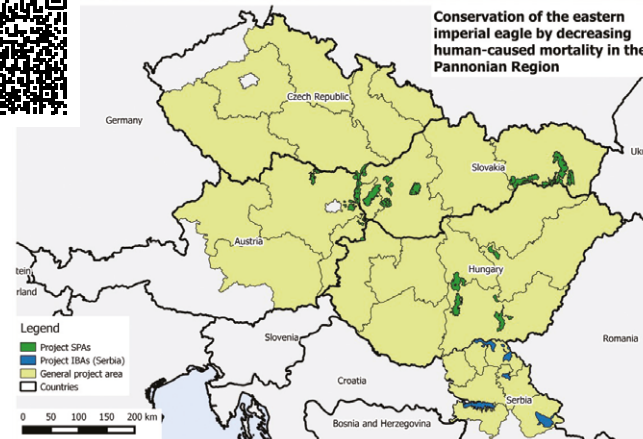 Conservation of the eastern
imperial eagle by decreasing
human-caused mortality in the
Pannonian Region
Czech Republic
Germany
Slovakia
Austria
Hungary
Slovenia
Romania
Croatia
Serbia
Bosnia and Herzegovina
Legend
Project SPAs
Project IBAs (Serbia)
General project area
Countries
0 50 100 150 200 km